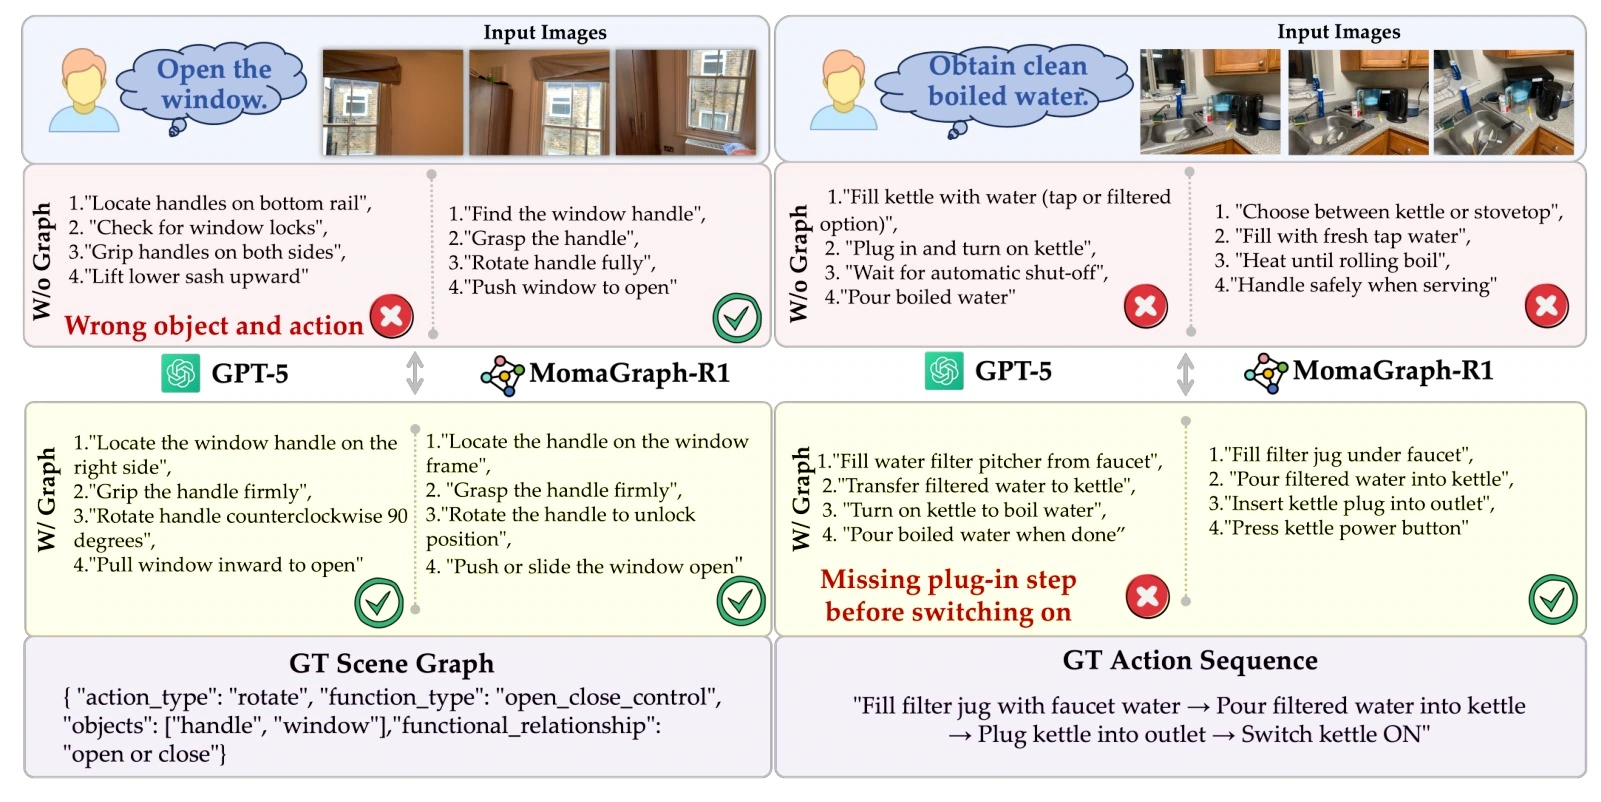 Open the
window.
Input Images
Obtain clean
boiled water.
Input Images
W/o Graph
1."Locate handles on bottom rail",
2. "Check for window locks",
3."Grip handles on both sides",
4."Lift lower sash upward"
Wrong object and action
1."Find the window handle",
2."Grasp the handle",
3."Rotate handle fully",
4."Push window to open"
W/o Graph
1."Fill kettle with water (tap or filtered
option)",
2. "Plug in and turn on kettle",
3. "Wait for automatic shut-off",
4."Pour boiled water"
1. "Choose between kettle or stovetop",
2. "Fill with fresh tap water",
3. "Heat until rolling boil",
4."Handle safely when serving"
GPT-5
MomaGraph-R1
GPT-5
MomaGraph-R1
W/ Graph
1."Locate the window handle on the
right side",
2."Grip the handle firmly",
3."Rotate handle counterclockwise 90
degrees",
4."Pull window inward to open"
1."Locate the handle on the window
frame",
2. "Grasp the handle firmly",
3."Rotate the handle to unlock
position",
4. "Push or slide the window open"
W/ Graph
1."Fill water filter pitcher from faucet",
2."Transfer filtered water to kettle",
3. "Turn on kettle to boil water",
4. "Pour boiled water when done”
Missing plug-in step
before switching on
1."Fill filter jug under faucet",
2. "Pour filtered water into kettle",
3."Insert kettle plug into outlet",
4."Press kettle power button"
GT Scene Graph
{ "action_type": "rotate", "function_type": "open_close_control",
"objects": ["handle", "window"],"functional_relationship":
"open or close"}
GT Action Sequence
"Fill filter jug with faucet water → Pour filtered water into kettle
→ Plug kettle into outlet → Switch kettle ON"